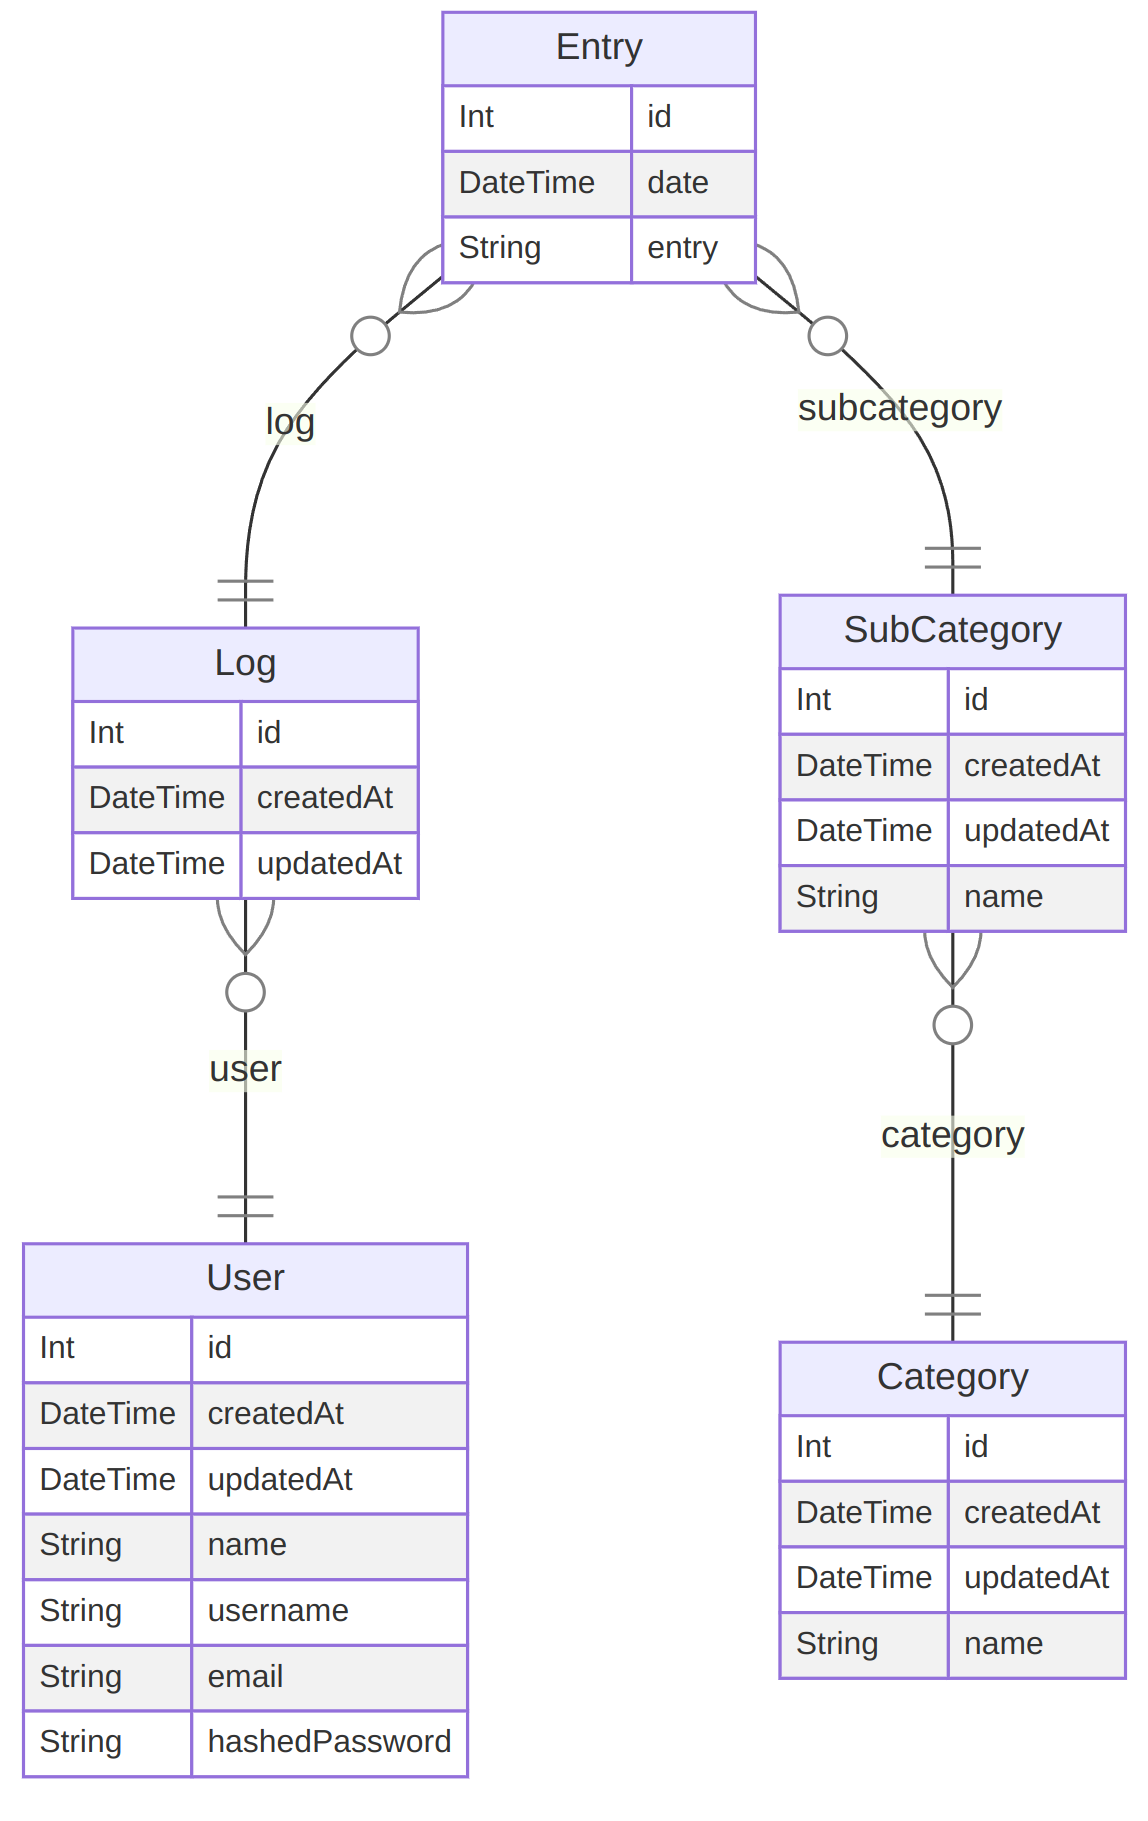 Entry
Int id
DateTime date
String entry
log
subcategory
Log
Int id
DateTime createdAt
DateTime updatedAt
SubCategory
Int id
DateTime createdAt
DateTime updatedAt
String name
user
category
User
Int id
DateTime createdAt
DateTime updatedAt
String name
String username
String email
String hashedPassword
Category
Int id
DateTime createdAt
DateTime updatedAt
String name